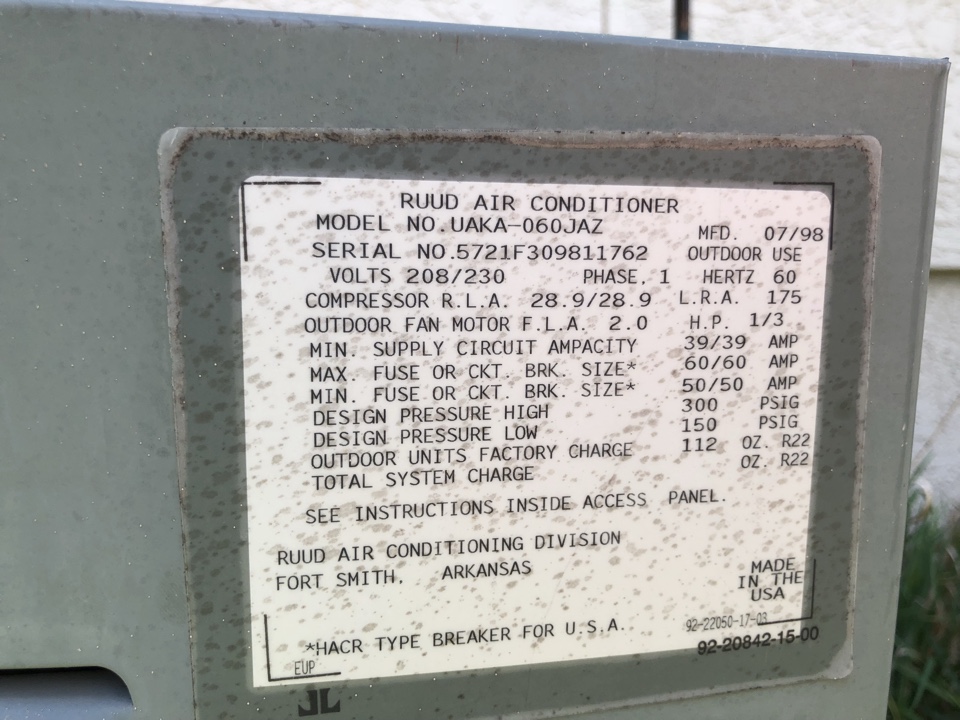 RUUD AIR CONDITIONER
MODEL NO.UAKA-060JAZ MFD. 07/98
SERIAL NO.5721F309811762 OUTDOOR USE
VOLTS 208/230 PHASE. 1 HERTZ 60
COMPRESSOR R.L.A. 28.9/28.9 L.R.A. 175
OUTDOOR FAN MOTOR F.L.A. 2.0 H.P. 1/3
MIN. SUPPLY CIRCUIT AMPACITY 39/39 AMP
MAX. FUSE OR CKT. BRK. SIZE* 60/60 AMP
MIN. FUSE OR CKT. BRK. SIZE* 50/50 AMP
DESIGN PRESSURE HIGH 300 PSIG
DESIGN PRESSURE LOW 150 PSIG
OUTDOOR UNITS FACTORY CHARGE 112 OZ. R22
TOTAL SYSTEM CHARGE OZ. R22
SEE INSTRUCTIONS INSIDE ACCESS PANEL.
RUUD AIR CONDITIONING DIVISION
FORT SMITH, ARKANSAS
MADE
IN THE
USA
*HACR TYPE BREAKER FOR U.S.A.
92-22050-17-03
92-20842-15-00
EUP
JL